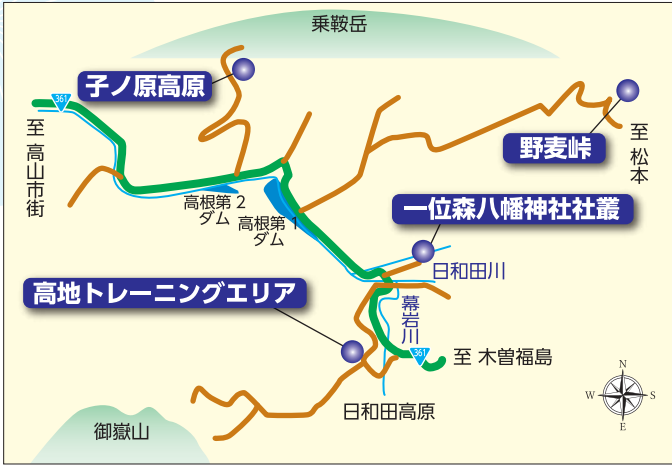 乗鞍岳
子ノ原高原
361
至 高山市街
野麦峠
至 松本
高根第2
ダム
高根第1
ダム
一位森八幡神社社叢
日和田川
高地トレーニングエリア
幕岩川
361
至 木曽福島
日和田高原
御嶽山
N
W
S
E